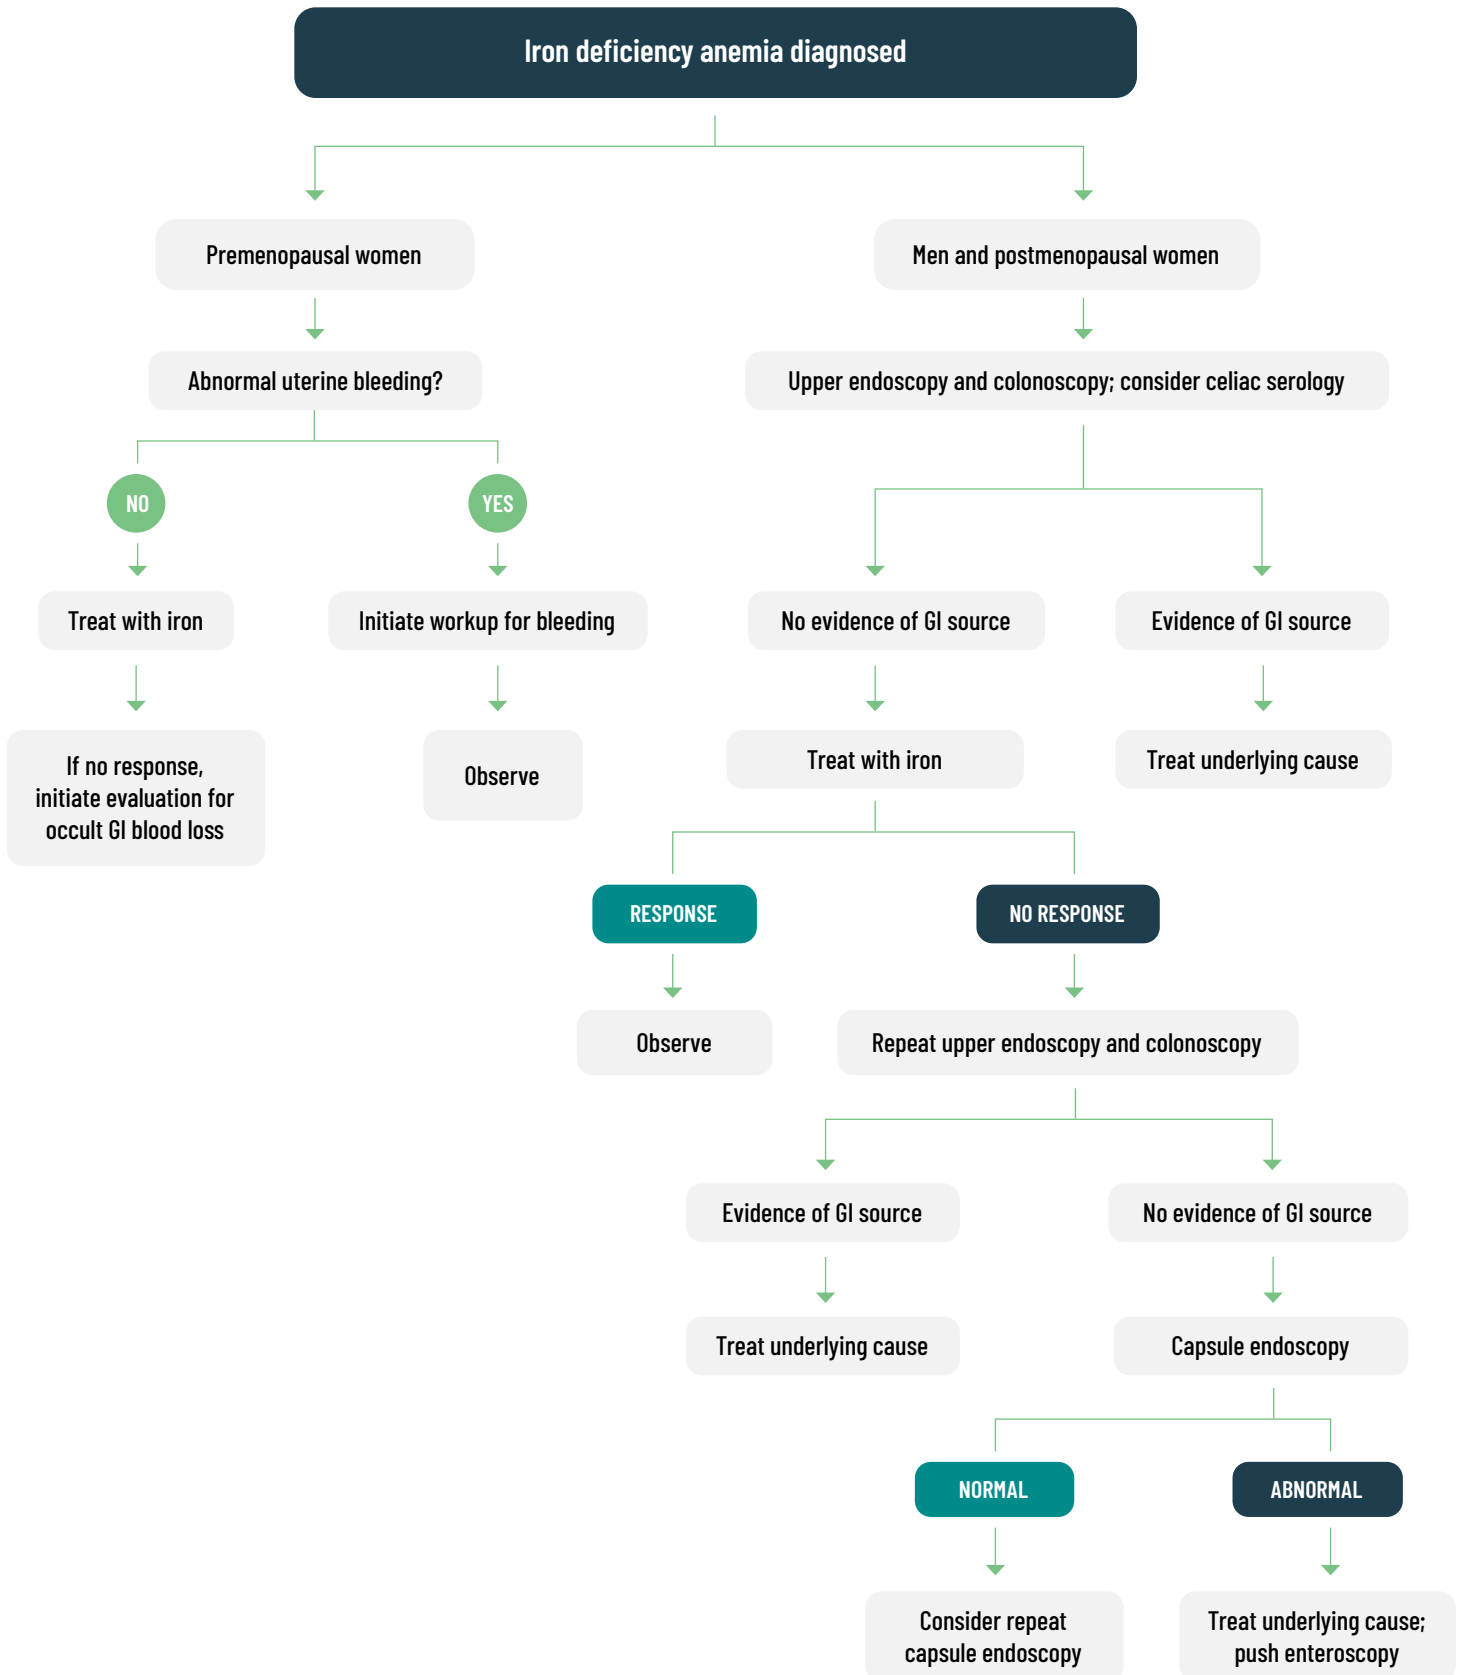 Iron deficiency anemia diagnosed
Premenopausal women
Men and postmenopausal women
Abnormal uterine bleeding?
Upper endoscopy and colonoscopy; consider celiac serology
NO
YES
Treat with iron
Initiate workup for bleeding
No evidence of GI source
Evidence of GI source
If no response,
initiate evaluation for
occult GI blood loss
Observe
Treat with iron
Treat underlying cause
RESPONSE
NO RESPONSE
Observe
Repeat upper endoscopy and colonoscopy
Evidence of GI source
No evidence of GI source
Treat underlying cause
Capsule endoscopy
NORMAL
ABNORMAL
Consider repeat
capsule endoscopy
Treat underlying cause;
push enteroscopy